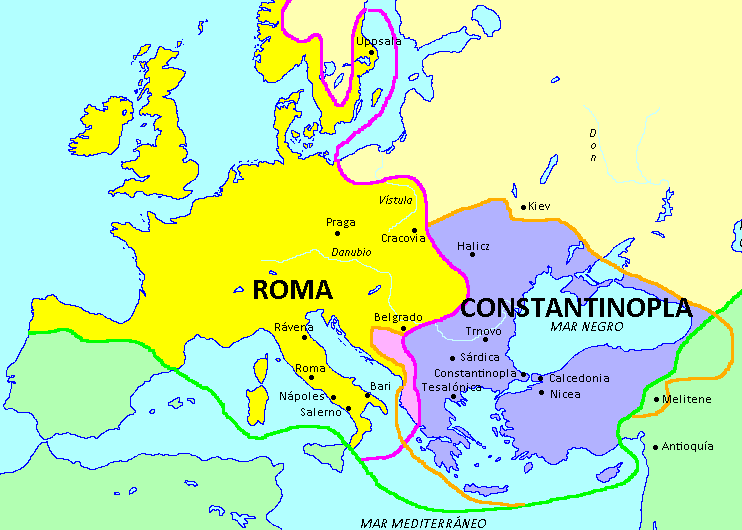 Uppsala
Don
Vístula
Kiev
Praga
Cracovia
Halicz
Danubio
ROMA
CONSTANTINOPLA
MAR NEGRO
Belgrado
Rávena
Trnovo
Sárdica
Roma
Constantinopla
Calcedonia
Bari
Tesalónica
Nicea
Nápoles
Melitene
Salerno
Antioquía
MAR MEDITERRÁNEO